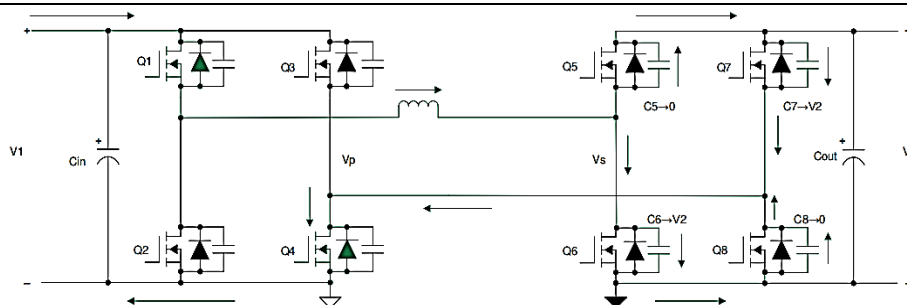 + + + −
Q1 Q3 Q5 Q7
C5→0 C7→V2
V1 Cin + Vp Vs Cout + V
C6→V2 C8→0
Q2 Q4 Q6 Q8
− −